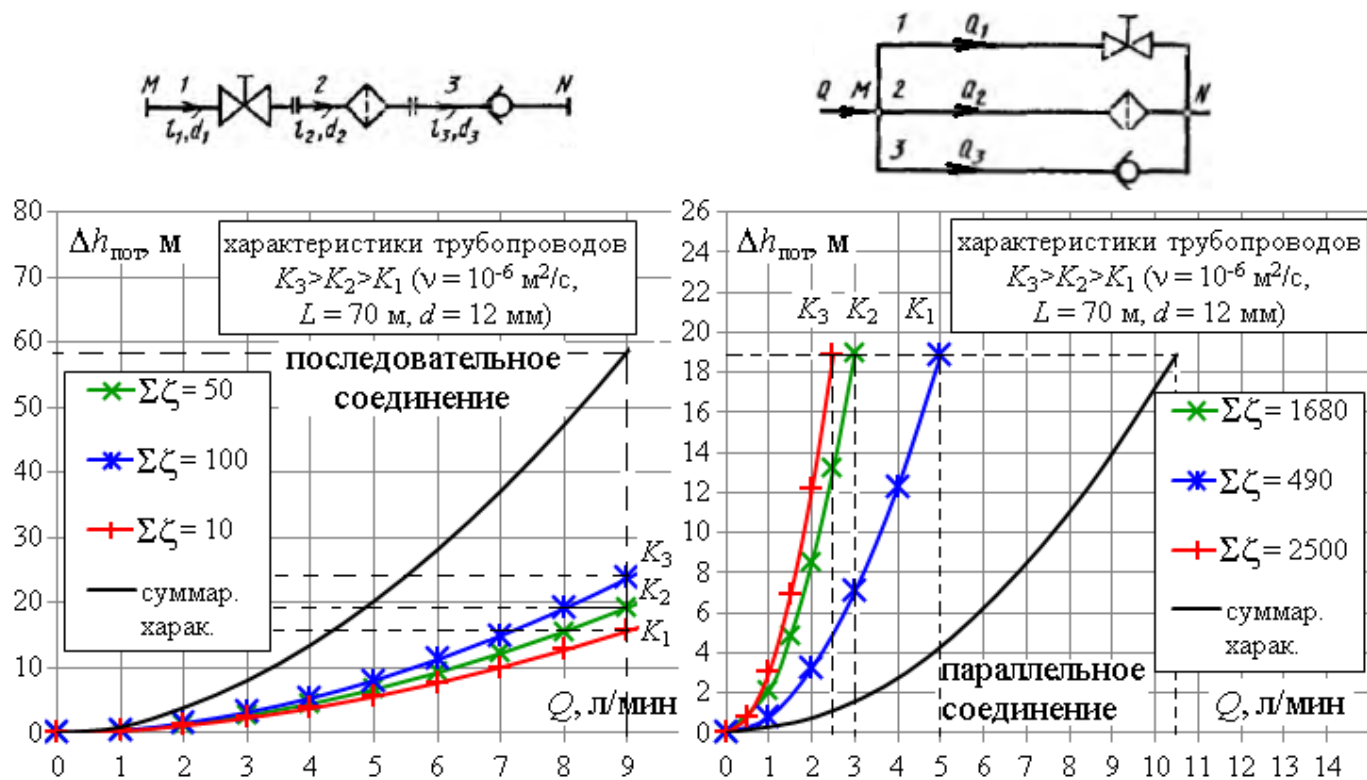 M 1 2 3 N
l₁,d₁ l₂,d₂ l₃,d₃
1 Q₁
Q M 2 Q₂ N
3 Q₃
80
70
60
50
40
30
20
10
0
Δhпот, м
характеристики трубопроводов
K₃>K₂>K₁ (ν = 10⁻⁶ м²/с,
L = 70 м, d = 12 мм)
последовательное
соединение
Σζ = 50
Σζ = 100
Σζ = 10
суммар.
харак.
K₃
K₂
K₁
Q, л/мин
0 1 2 3 4 5 6 7 8 9
26
24
22
20
18
16
14
12
10
8
6
4
2
0
Δhпот, м
характеристики трубопроводов
K₃>K₂>K₁ (ν = 10⁻⁶ м²/с,
L = 70 м, d = 12 мм)
K₃ K₂ K₁
Σζ = 1680
Σζ = 490
Σζ = 2500
суммар.
харак.
параллельное
соединение
Q, л/мин
0 1 2 3 4 5 6 7 8 9 10 11 12 13 14